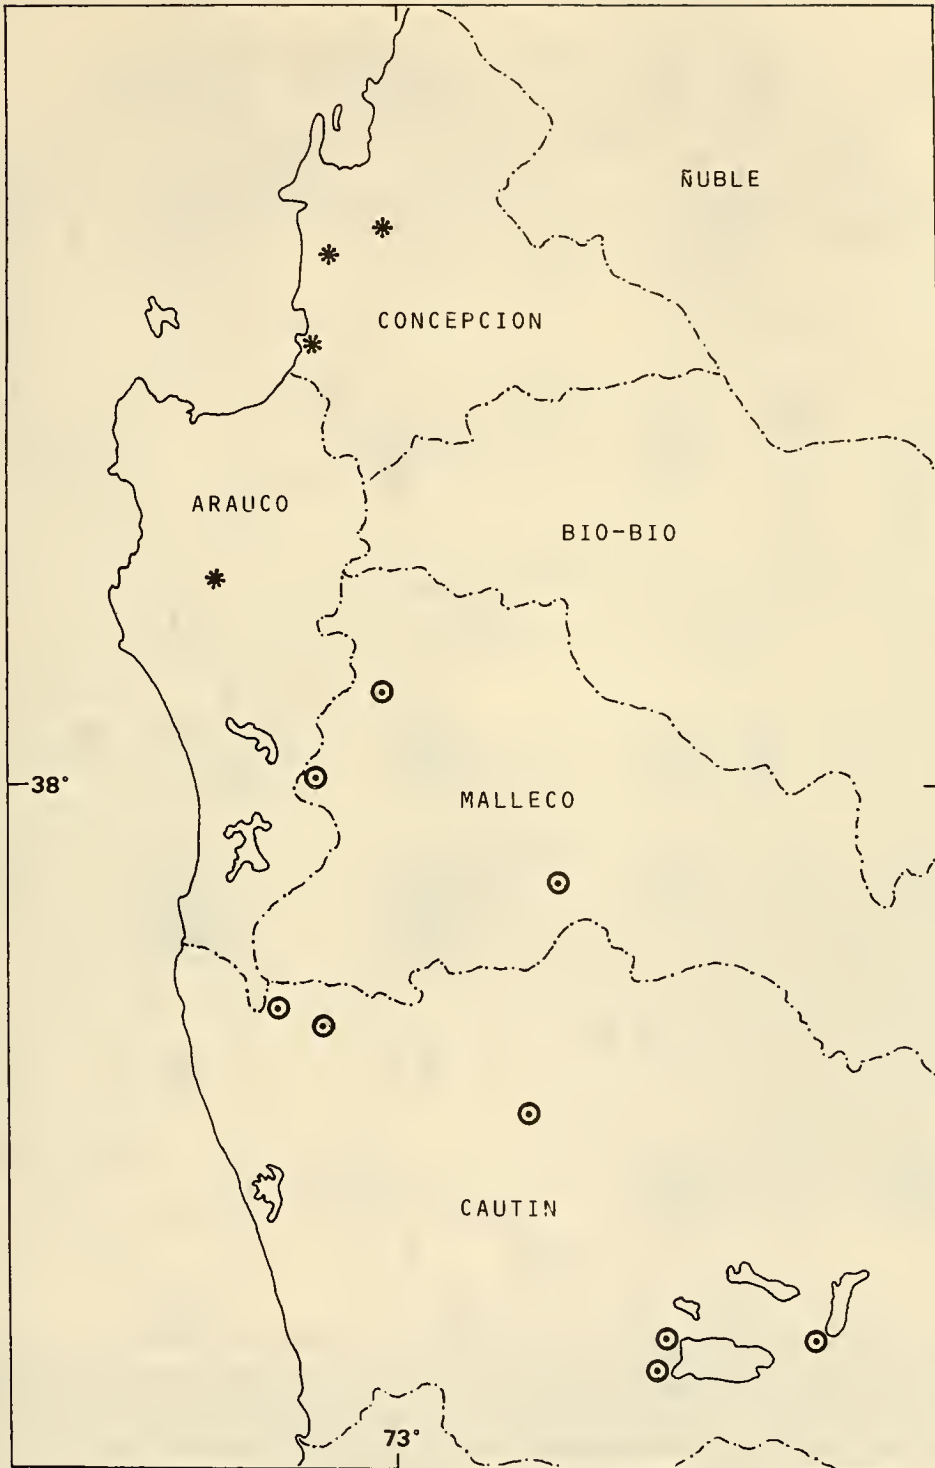 ÑUBLE
CONCEPCION
ARAUCO
BIO-BIO
38°
MALLECO
CAUTIN
73°